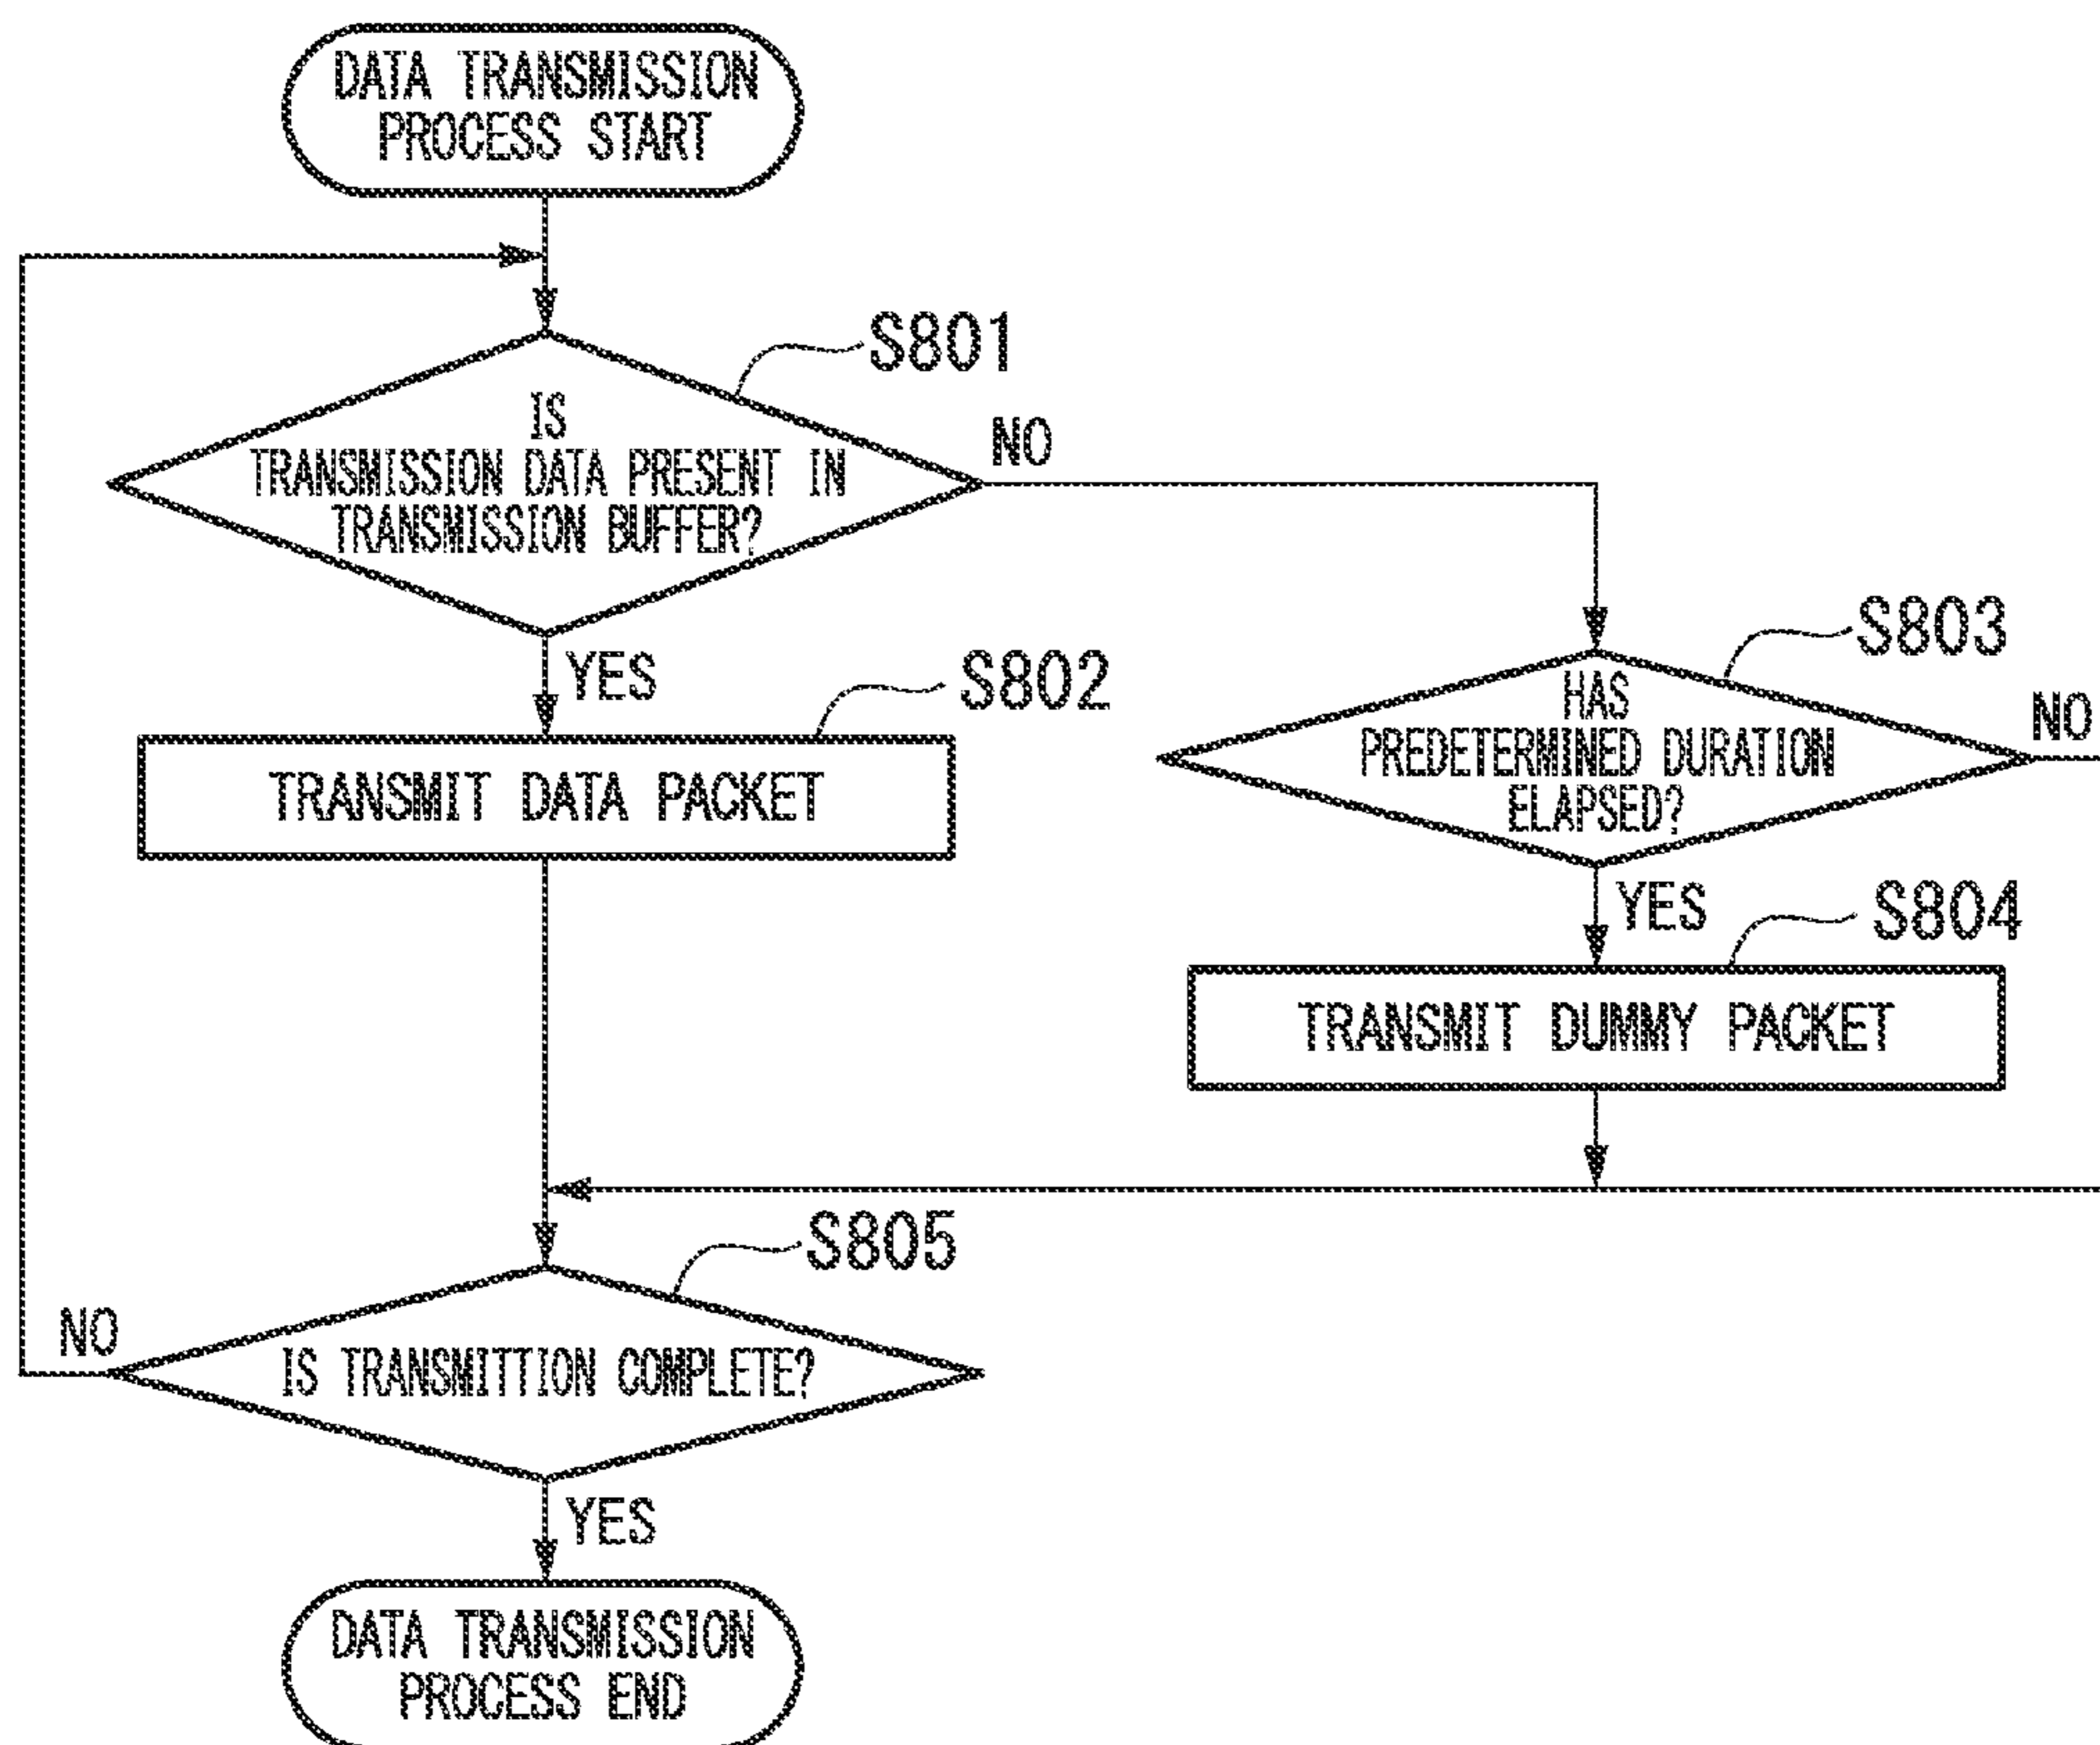 DATA TRANSMISSION
PROCESS START
S801
IS
TRANSMISSION DATA PRESENT IN
TRANSMISSION BUFFER?
NO
YES
S802
TRANSMIT DATA PACKET
S803
HAS
PREDETERMINED DURATION
ELAPSED?
NO
YES
S804
TRANSMIT DUMMY PACKET
S805
IS TRANSMITTION COMPLETE?
NO
YES
DATA TRANSMISSION
PROCESS END